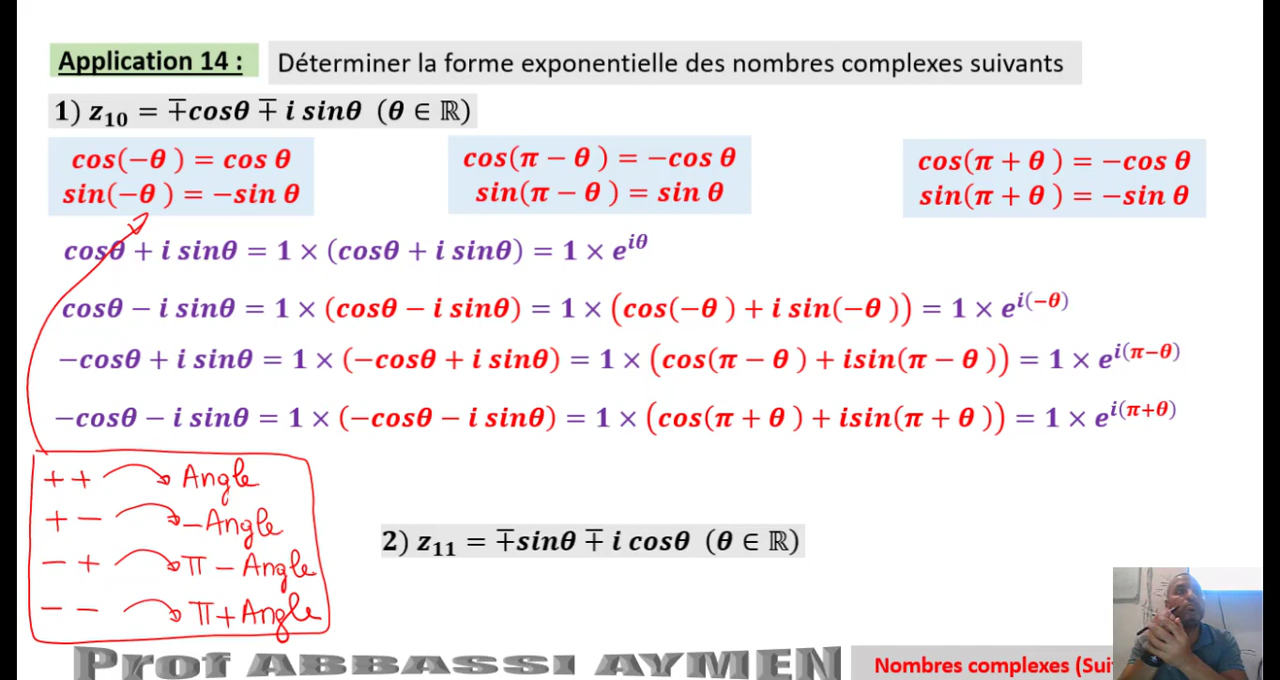 Application 14 :
Déterminer la forme exponentielle des nombres complexes suivants
1) z₁₀ = ∓cosθ ∓ i sinθ (θ ∈ ℝ)
cos(−θ ) = cos θ
sin(−θ ) = −sin θ
cos(π − θ ) = −cos θ
sin(π − θ ) = sin θ
cos(π + θ ) = −cos θ
sin(π + θ ) = −sin θ
cosθ + i sinθ = 1 × (cosθ + i sinθ) = 1 × e^{iθ}
cosθ − i sinθ = 1 × (cosθ − i sinθ) = 1 × (cos(−θ ) + i sin(−θ )) = 1 × e^{i(−θ)}
−cosθ + i sinθ = 1 × (−cosθ + i sinθ) = 1 × (cos(π − θ ) + isin(π − θ )) = 1 × e^{i(π−θ)}
−cosθ − i sinθ = 1 × (−cosθ − i sinθ) = 1 × (cos(π + θ ) + isin(π + θ )) = 1 × e^{i(π+θ)}
++ → Angle
+ − → −Angle
− + → π − Angle
− − → π + Angle
2) z₁₁ = ∓sinθ ∓ i cosθ (θ ∈ ℝ)
Prof ABBASSI AYMEN
Nombres complexes (Sui